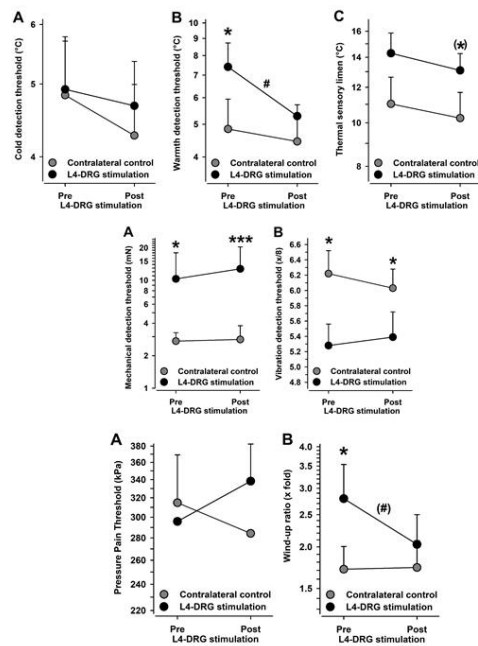 A
Cold detection threshold (°C)
6
5
4
Contralateral control
L4-DRG stimulation
Pre
Post
L4-DRG stimulation
B
Warmth detection threshold (°C)
10
9
8
7
6
5
4
*
#
Contralateral control
L4-DRG stimulation
Pre
Post
L4-DRG stimulation
C
Thermal sensory limen (°C)
16
14
12
10
8
(*)
Contralateral control
L4-DRG stimulation
Pre
Post
L4-DRG stimulation
A
Mechanical detection threshold (mN)
20
10
4
2
1
*
***
Contralateral control
L4-DRG stimulation
Pre
Post
L4-DRG stimulation
B
Vibration detection threshold (x/8)
6.6
6.4
6.2
6.0
5.8
5.6
5.4
5.2
5.0
4.8
*
*
Contralateral control
L4-DRG stimulation
Pre
Post
L4-DRG stimulation
A
Pressure Pain Threshold (kPa)
380
360
340
320
300
280
260
240
220
Contralateral control
L4-DRG stimulation
Pre
Post
L4-DRG stimulation
B
Wind-up ratio (x fold)
4.0
3.5
3.0
2.5
2.0
1.5
*
(#)
Contralateral control
L4-DRG stimulation
Pre
Post
L4-DRG stimulation